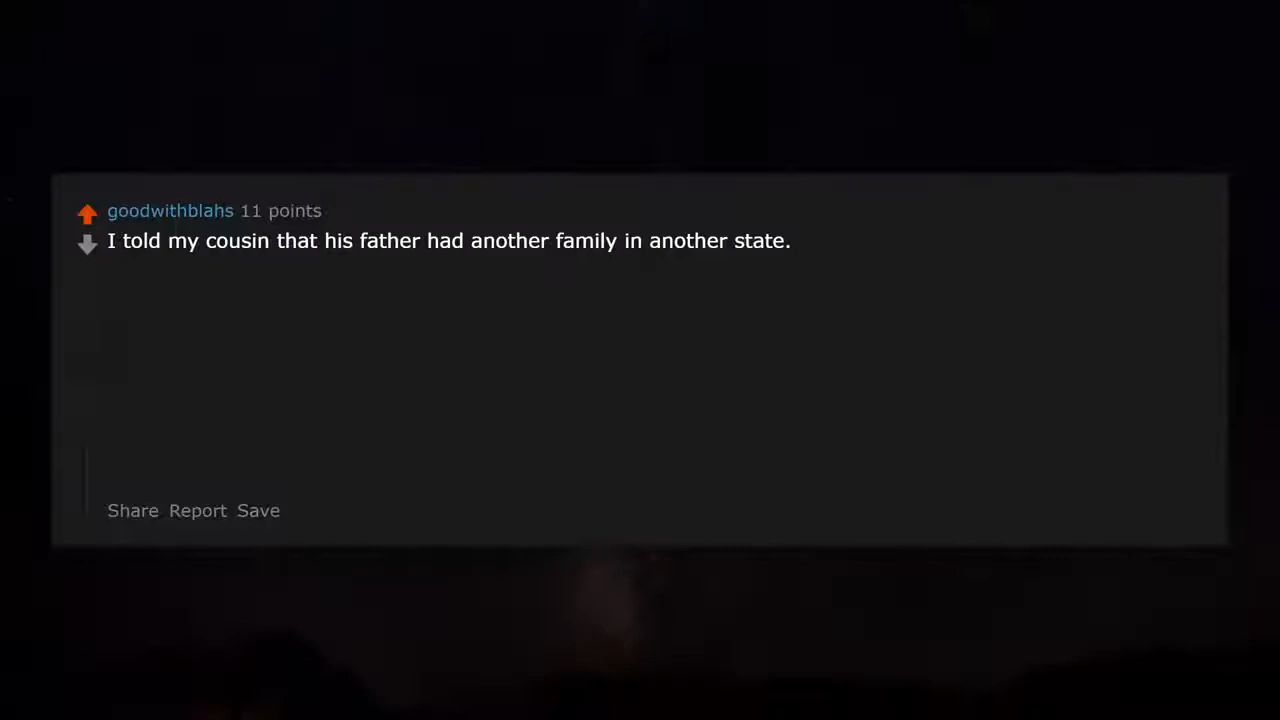 goodwithblahs 11 points
I told my cousin that his father had another family in another state.
Share Report Save